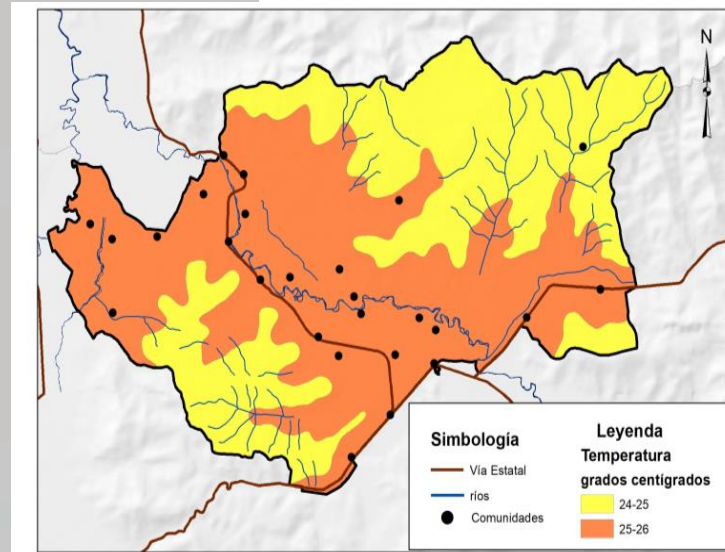 N
Simbología
Vía Estatal
ríos
Comunidades
Leyenda
Temperatura
grados centígrados
24-25
25-26